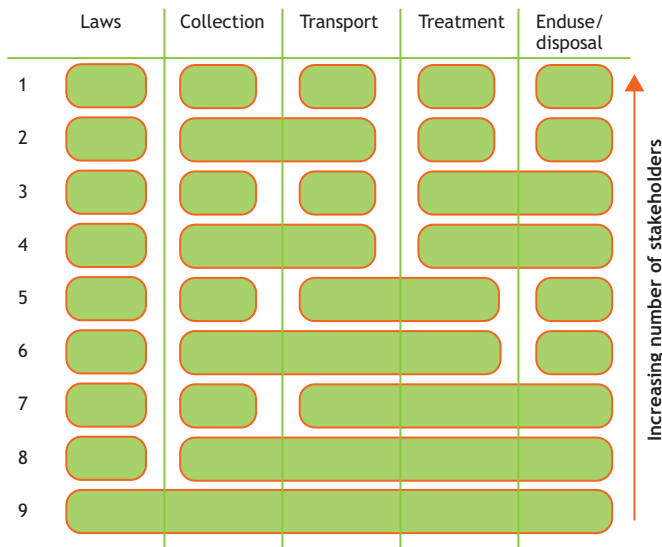 Laws
Collection
Transport
Treatment
Enduse/
disposal
1
2
3
4
5
6
7
8
9
Increasing number of stakeholders